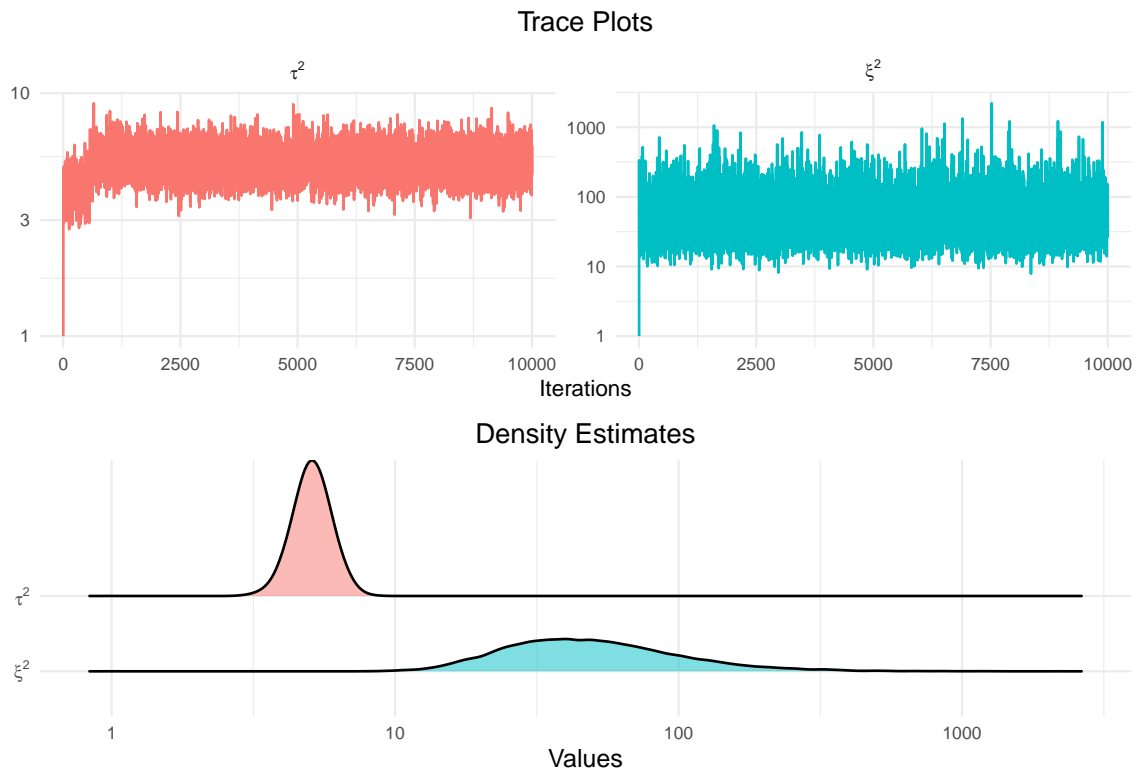 Trace Plots
τ²
ξ²
10
3
1
1000
100
10
1
0 2500 5000 7500 10000
0 2500 5000 7500 10000
Iterations
Density Estimates
τ²
ξ²
1 10 100 1000
Values